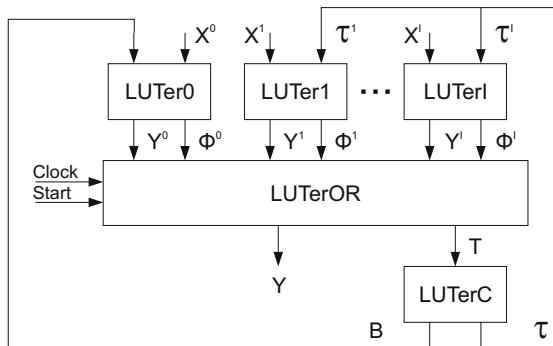 X⁰ X¹ τ¹ Xᴵ τᴵ
LUTer0 LUTer1 ... LUTerI
Y⁰ Φ⁰ Y¹ Φ¹ Yᴵ Φᴵ
Clock
Start
LUTerOR
Y T
LUTerC
B τ